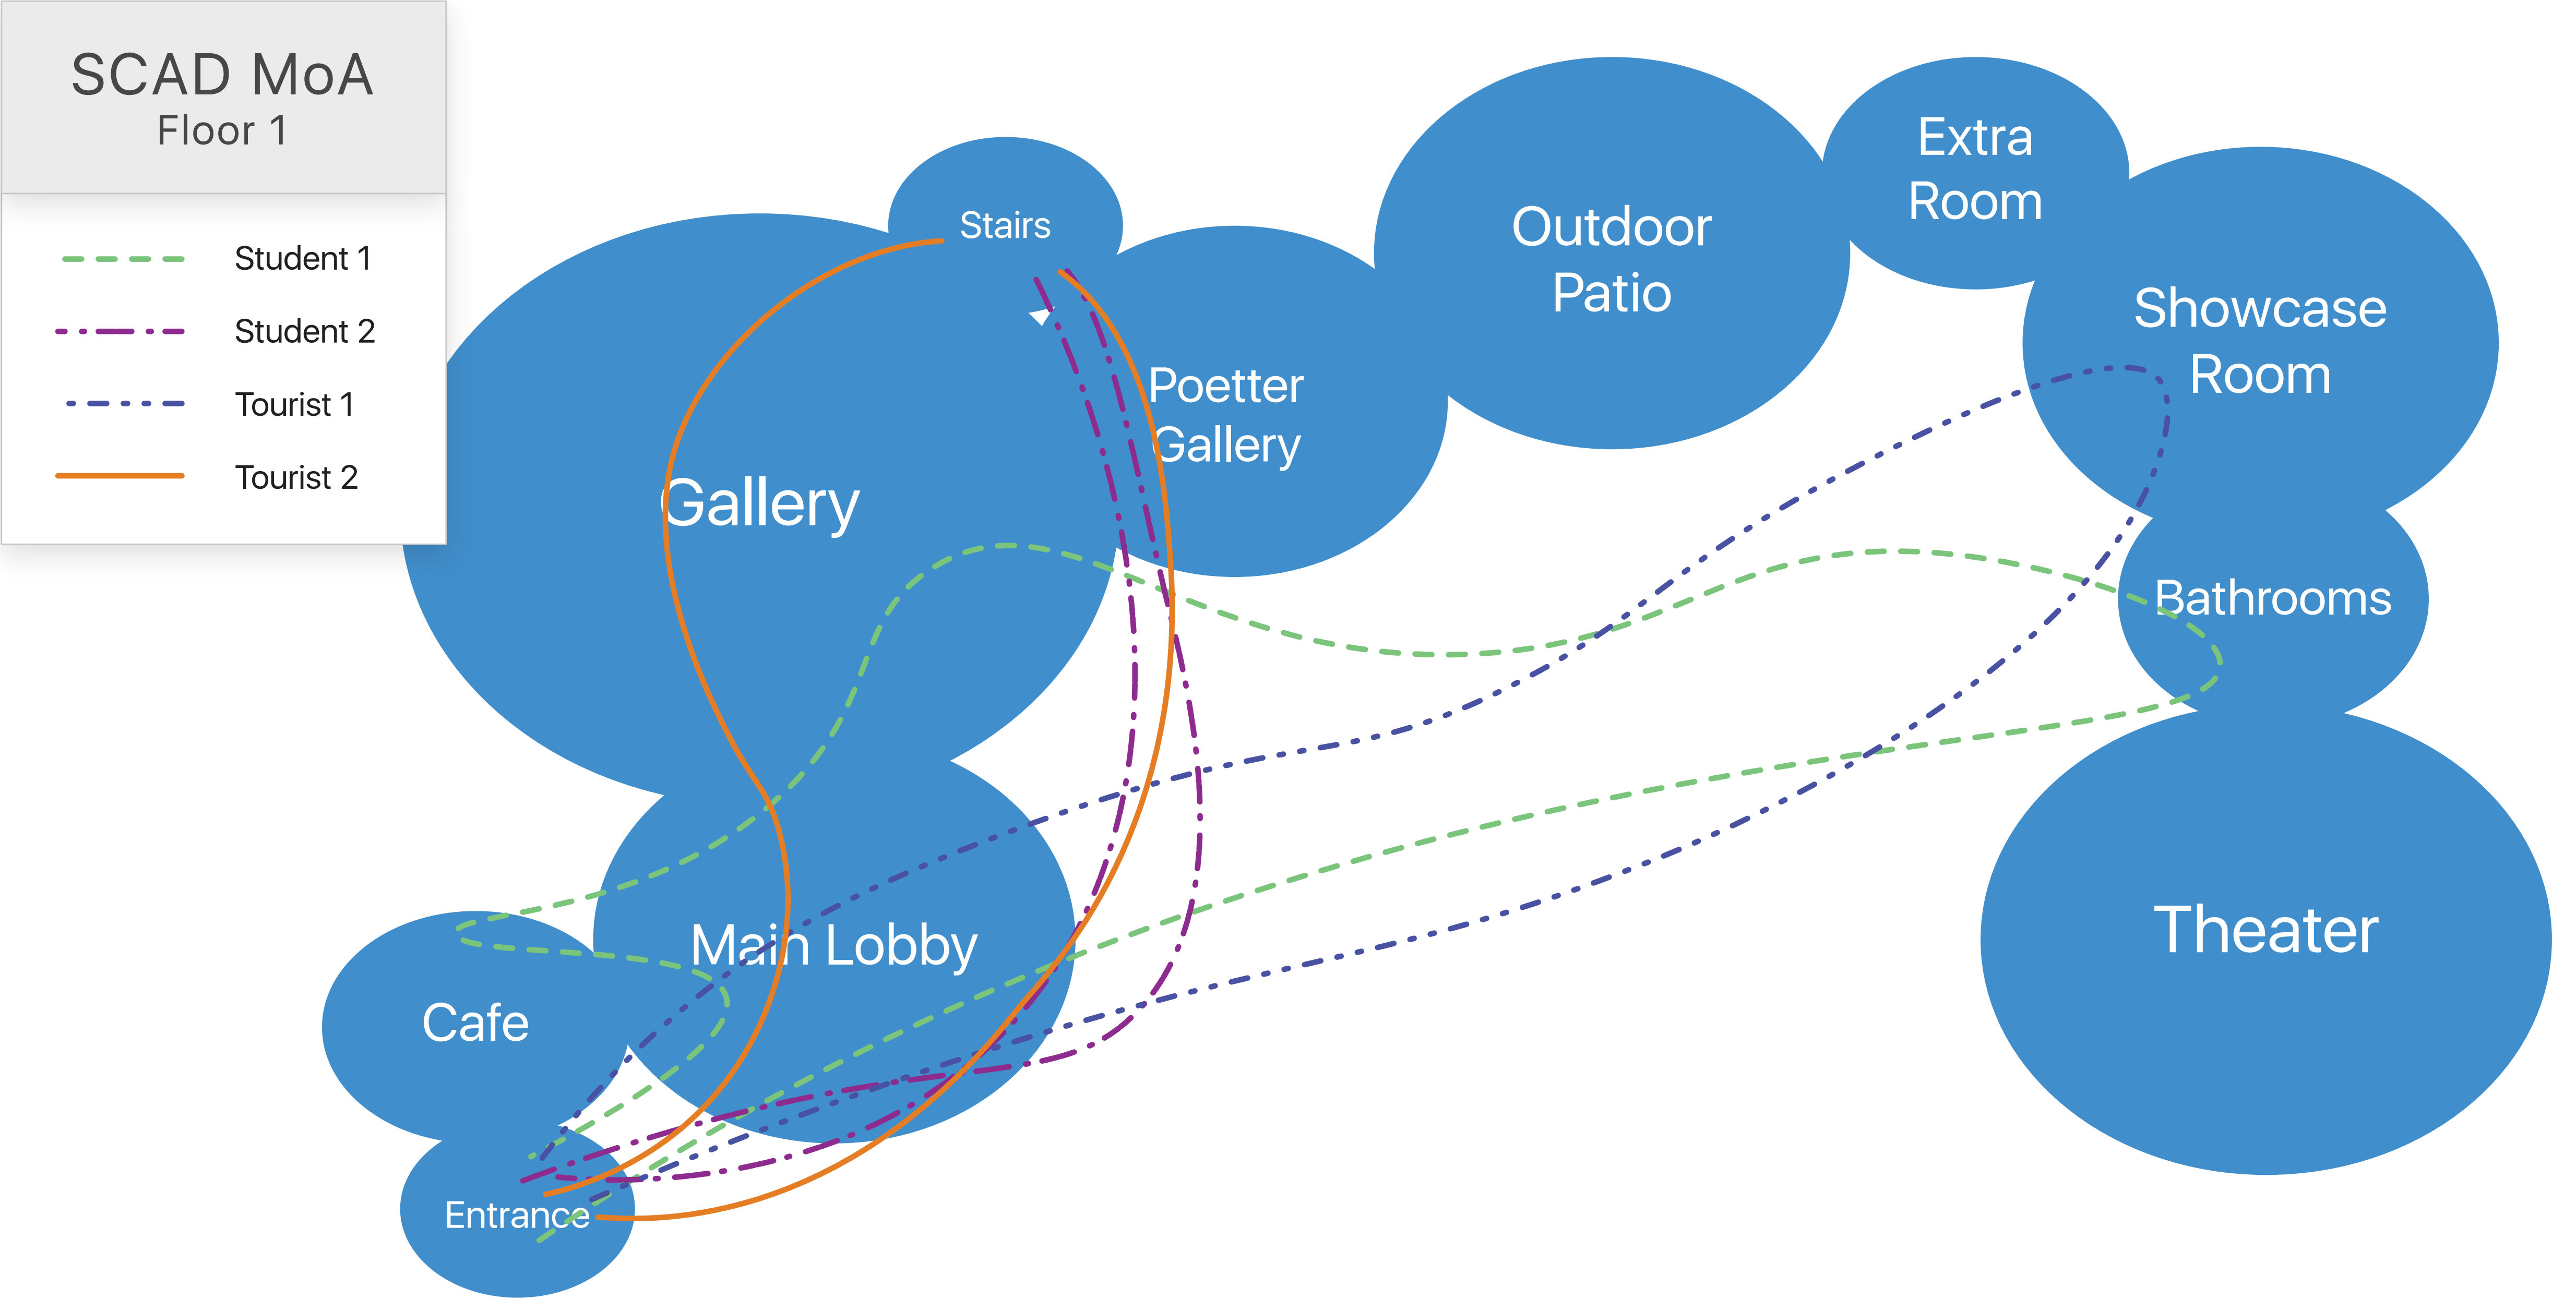 SCAD MoA
Floor 1
Student 1
Student 2
Tourist 1
Tourist 2
Stairs
Gallery
Poetter
Gallery
Outdoor
Patio
Extra
Room
Showcase
Room
Bathrooms
Theater
Main Lobby
Cafe
Entrance